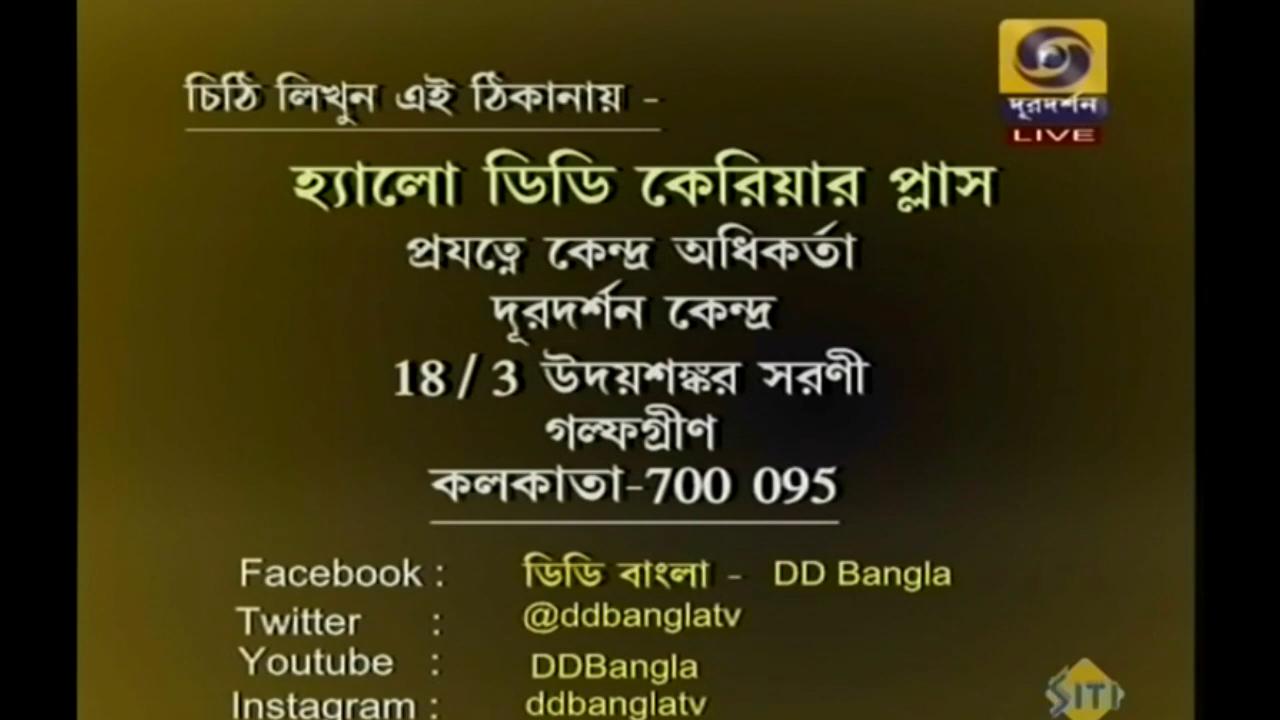 দূরদর্শন
LIVE
চিঠি লিখুন এই ঠিকানায় -
হ্যালো ডিডি কেরিয়ার প্লাস
প্রযত্নে কেন্দ্র অধিকর্তা
দূরদর্শন কেন্দ্র
18 / 3 উদয়শঙ্কর সরণী
গল্ফগ্রীণ
কলকাতা-700 095
Facebook : ডিডি বাংলা - DD Bangla
Twitter : @ddbanglatv
Youtube : DDBangla
Instagram : ddbanglatv
SITI